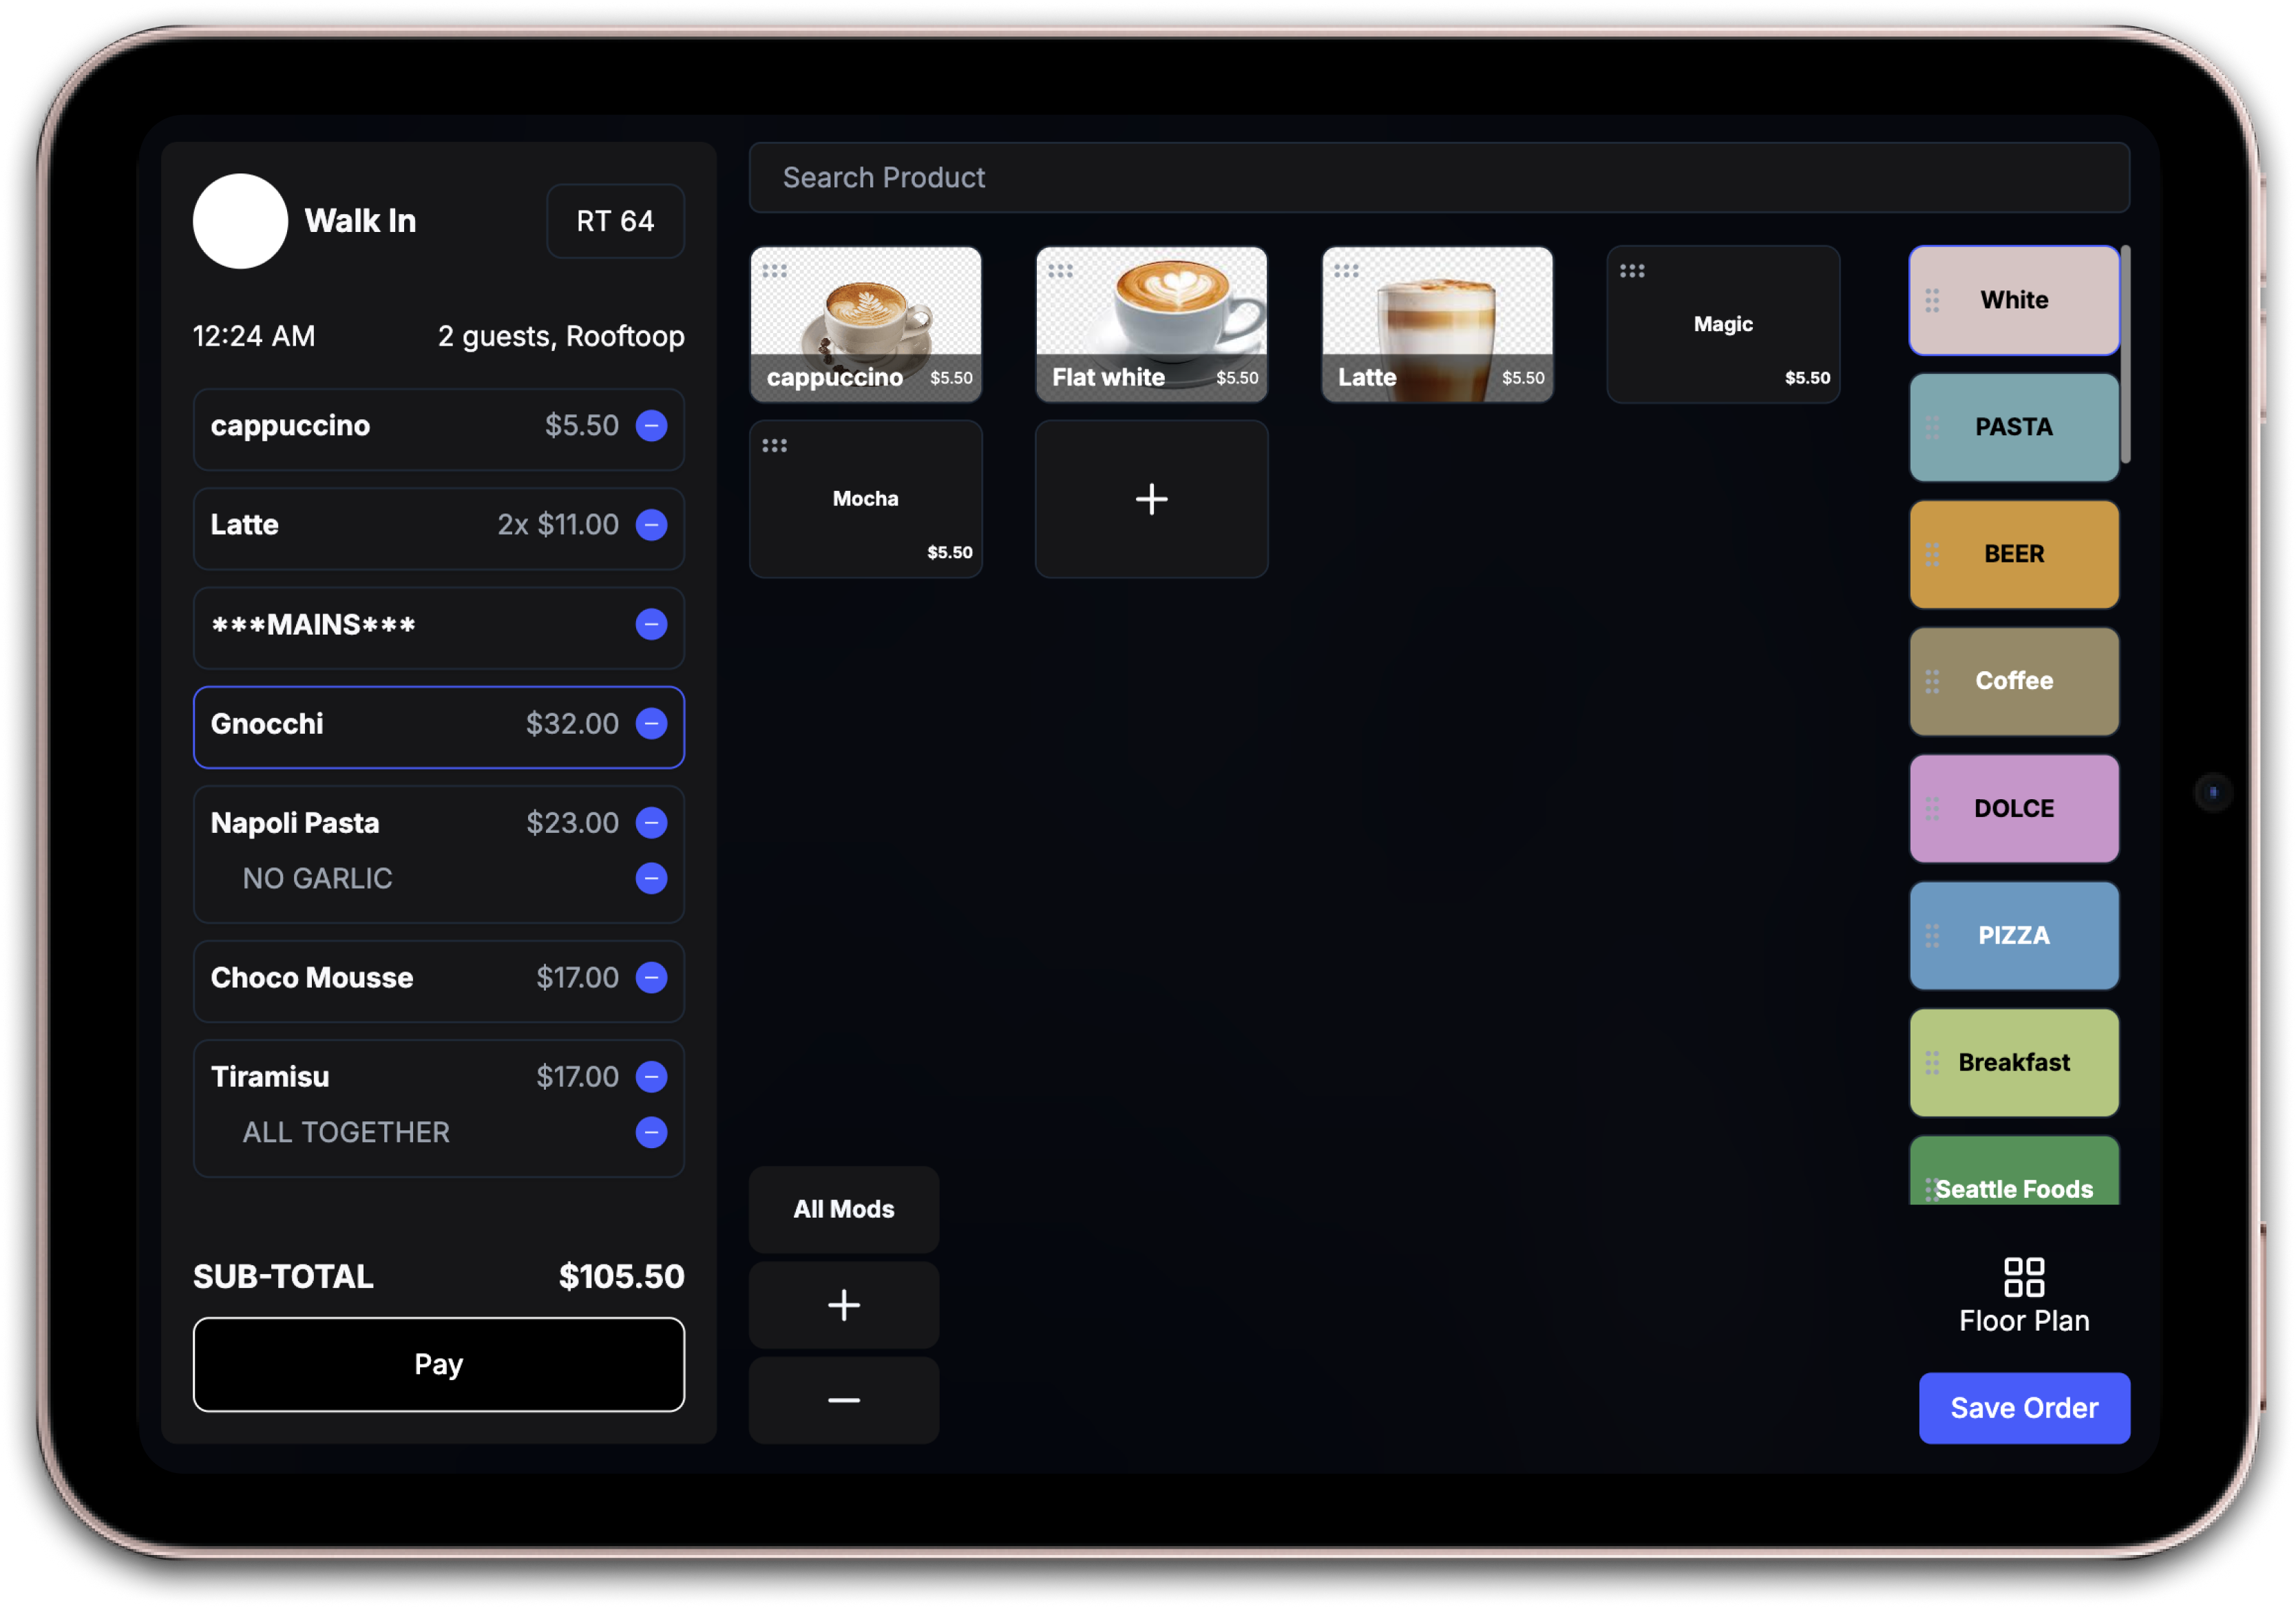 Walk In
RT 64
12:24 AM
2 guests, Rooftoop
cappuccino $5.50
Latte 2x $11.00
***MAINS***
Gnocchi $32.00
Napoli Pasta $23.00
NO GARLIC
Choco Mousse $17.00
Tiramisu $17.00
ALL TOGETHER
SUB-TOTAL $105.50
Pay
Search Product
cappuccino $5.50
Flat white $5.50
Latte $5.50
Magic
$5.50
Mocha
$5.50
All Mods
White
PASTA
BEER
Coffee
DOLCE
PIZZA
Breakfast
Seattle Foods
Floor Plan
Save Order